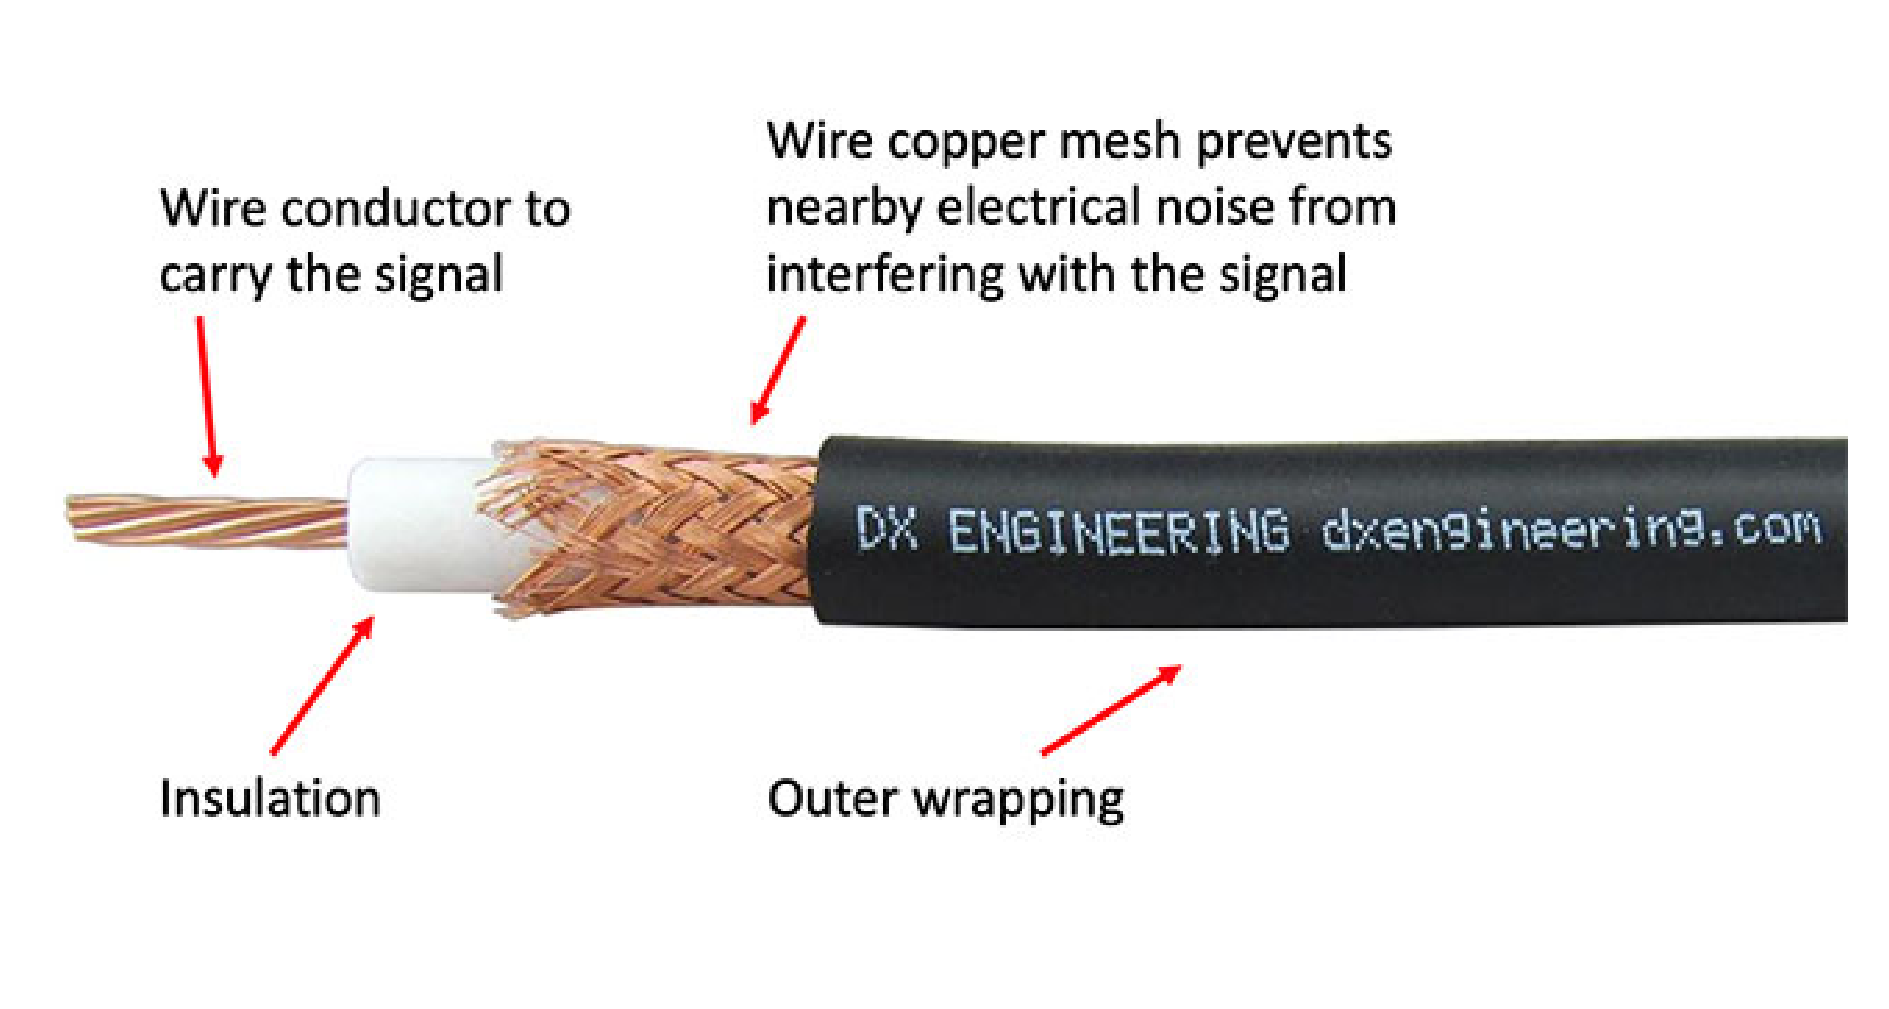 Wire copper mesh prevents
nearby electrical noise from
interfering with the signal
Wire conductor to
carry the signal
DX ENGINEERING dxengineering.com
Insulation
Outer wrapping